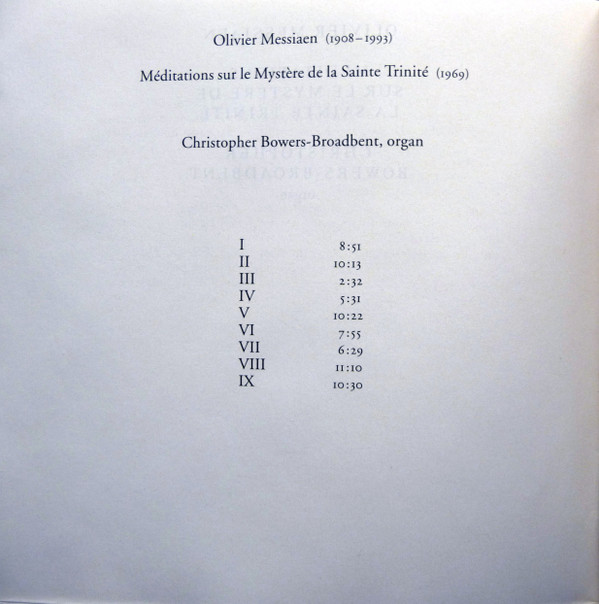 Olivier Messiaen (1908–1993)
Méditations sur le Mystère de la Sainte Trinité (1969)
Christopher Bowers-Broadbent, organ
I 8:51
II 10:13
III 2:32
IV 5:31
V 10:22
VI 7:55
VII 6:29
VIII 11:10
IX 10:30